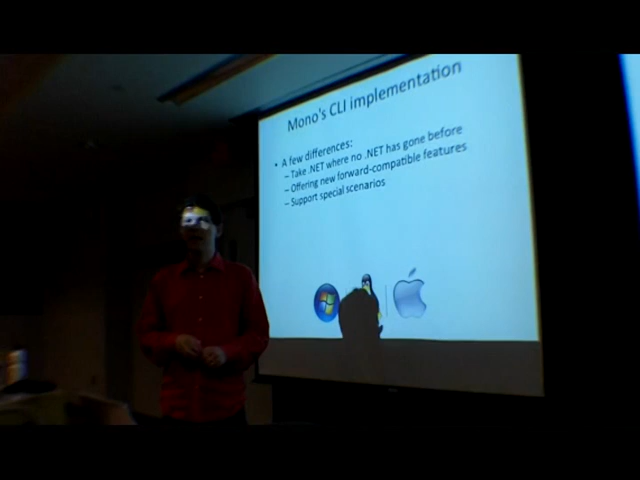 Mono's CLI implementation
• A few differences:
– Take .NET where no .NET has gone before
– Offering new forward-compatible features
– Support special scenarios